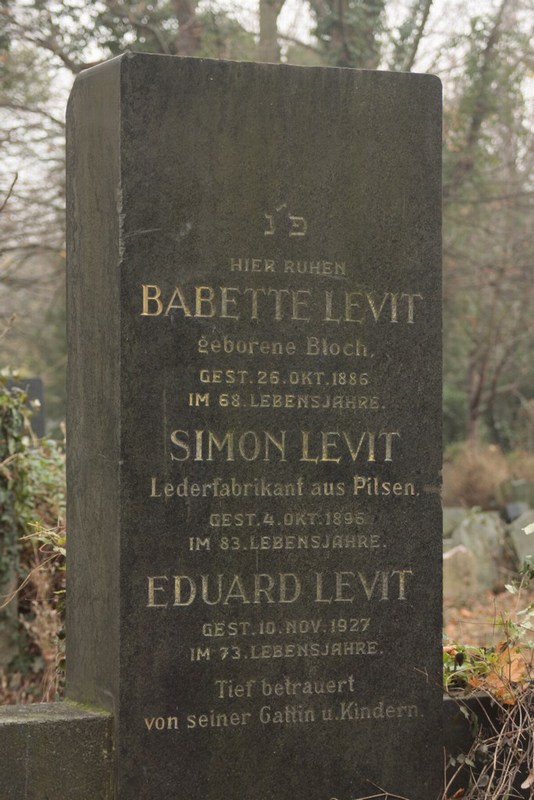 פ״נ
HIER RUHEN
BABETTE LEVIT
geborene Bloch,
GEST. 26. OKT. 1886
IM 68. LEBENSJAHRE.
SIMON LEVIT
Lederfabrikant aus Pilsen,
GEST. 4. OKT. 1896
IM 83. LEBENSJAHRE.
EDUARD LEVIT
GEST. 10. NOV. 1927
IM 73. LEBENSJAHRE.
Tief betrauert
von seiner Gattin u. Kindern.